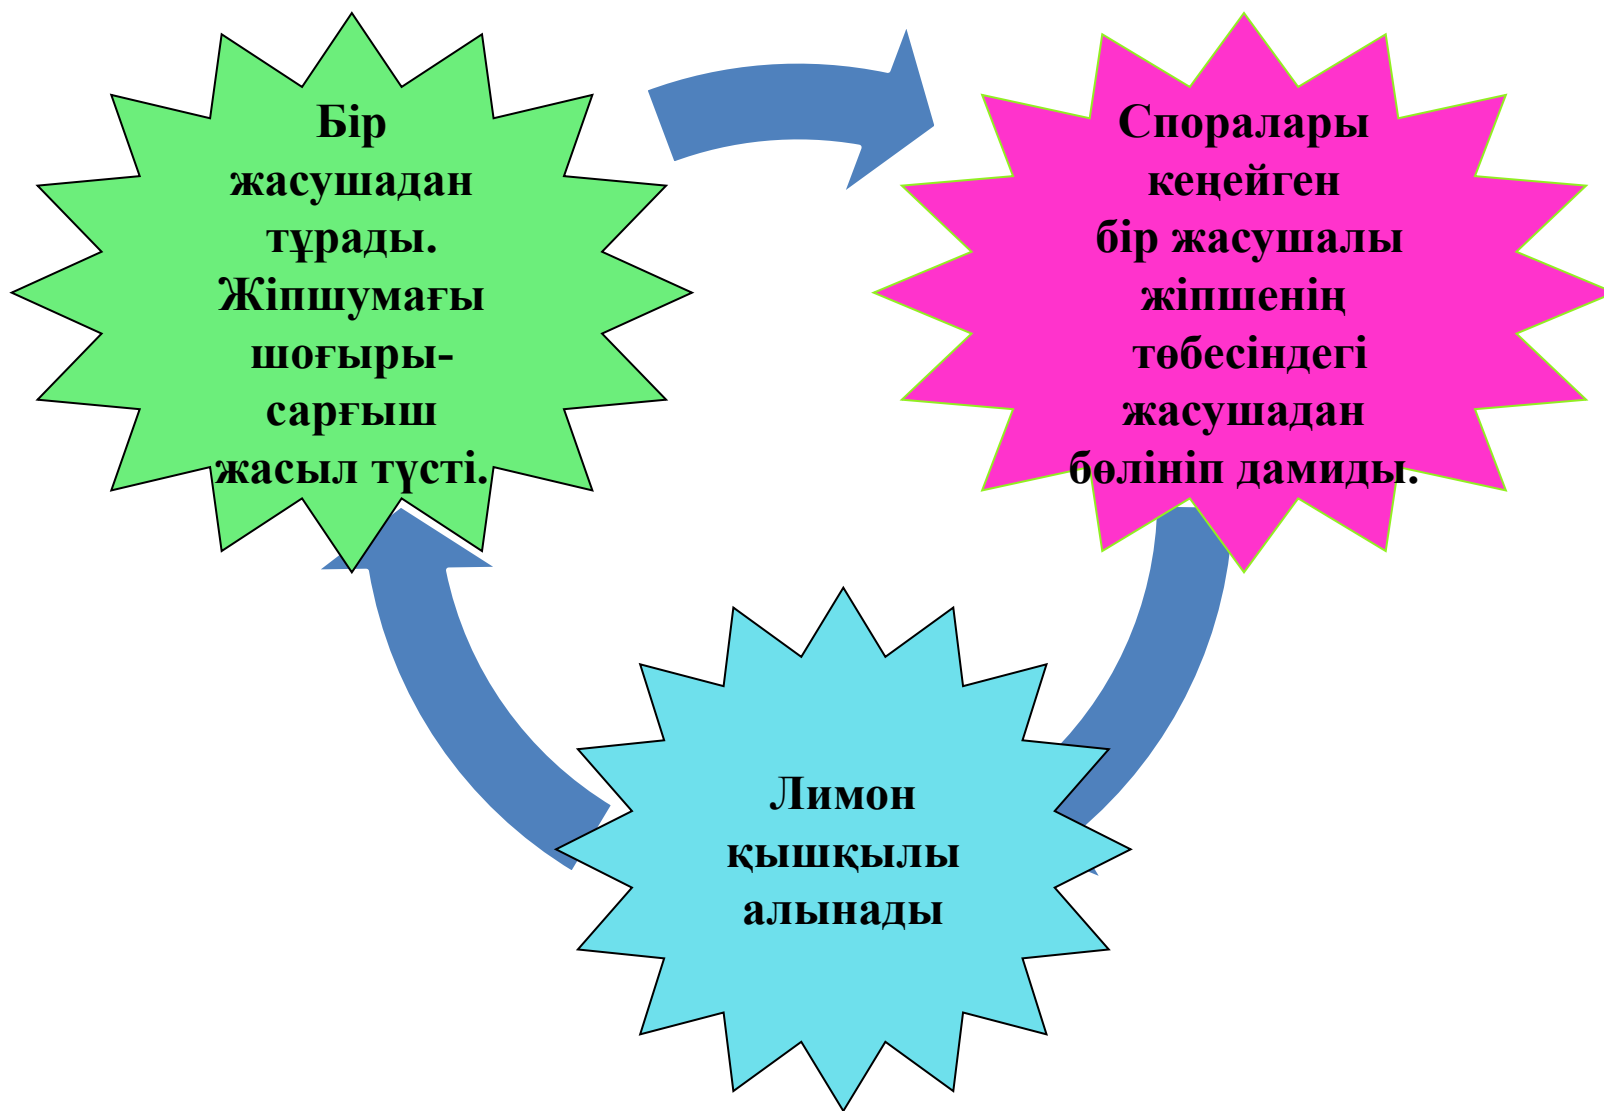 Бір
жасушадан
тұрады.
Жіпшумағы
шоғыры-
сарғыш
жасыл түсті.
Споралары
кеңейген
бір жасушалы
жіпшенің
төбесіндегі
жасушадан
бөлініп дамиды.
Лимон
қышқылы
алынады